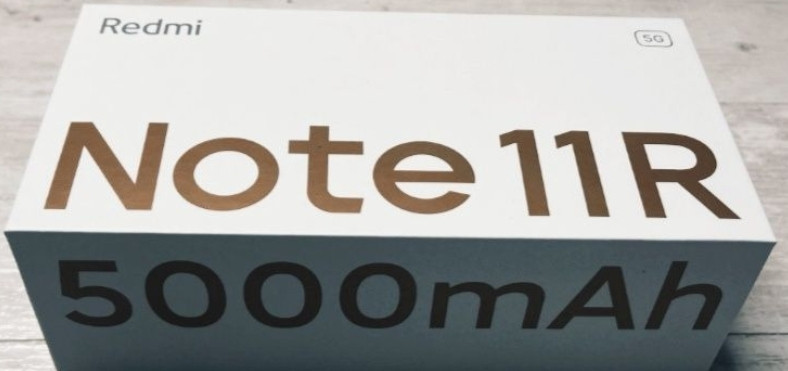 Redmi
5G
Note 11R
5000mAh